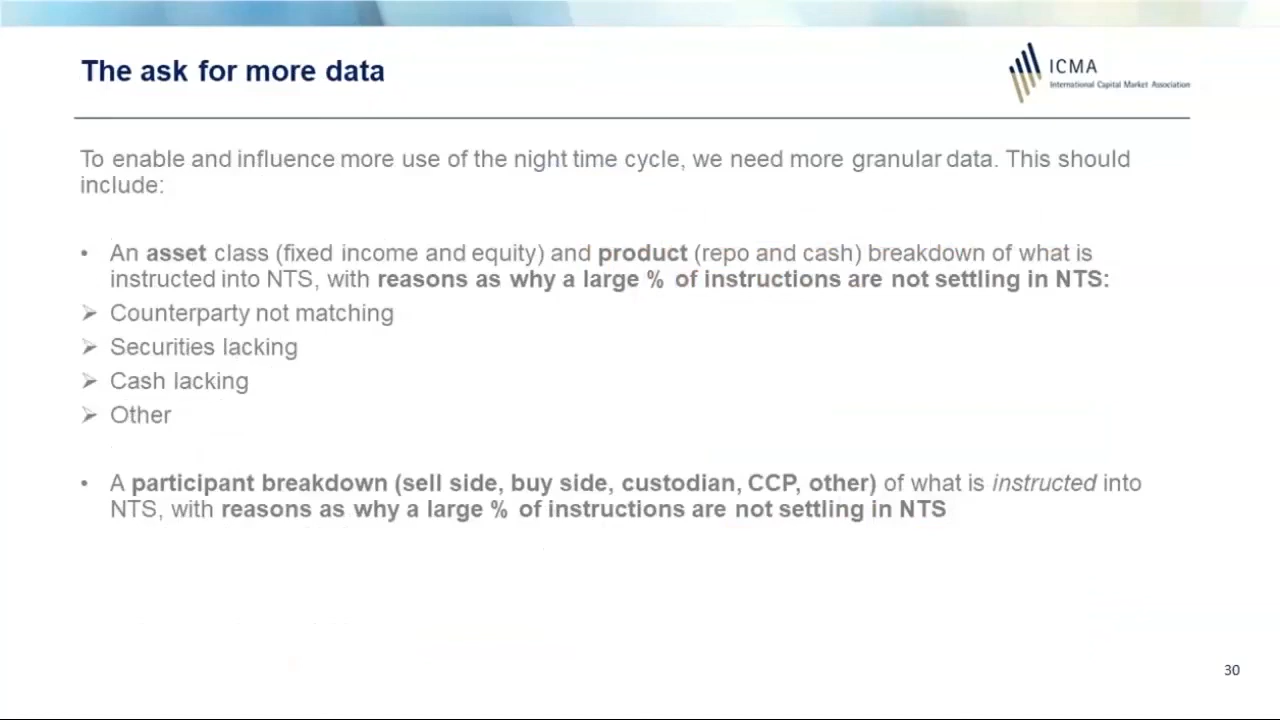 The ask for more data
ICMA
International Capital Market Association
To enable and influence more use of the night time cycle, we need more granular data. This should
include:
• An asset class (fixed income and equity) and product (repo and cash) breakdown of what is
instructed into NTS, with reasons as why a large % of instructions are not settling in NTS:
➢ Counterparty not matching
➢ Securities lacking
➢ Cash lacking
➢ Other
• A participant breakdown (sell side, buy side, custodian, CCP, other) of what is instructed into
NTS, with reasons as why a large % of instructions are not settling in NTS
30